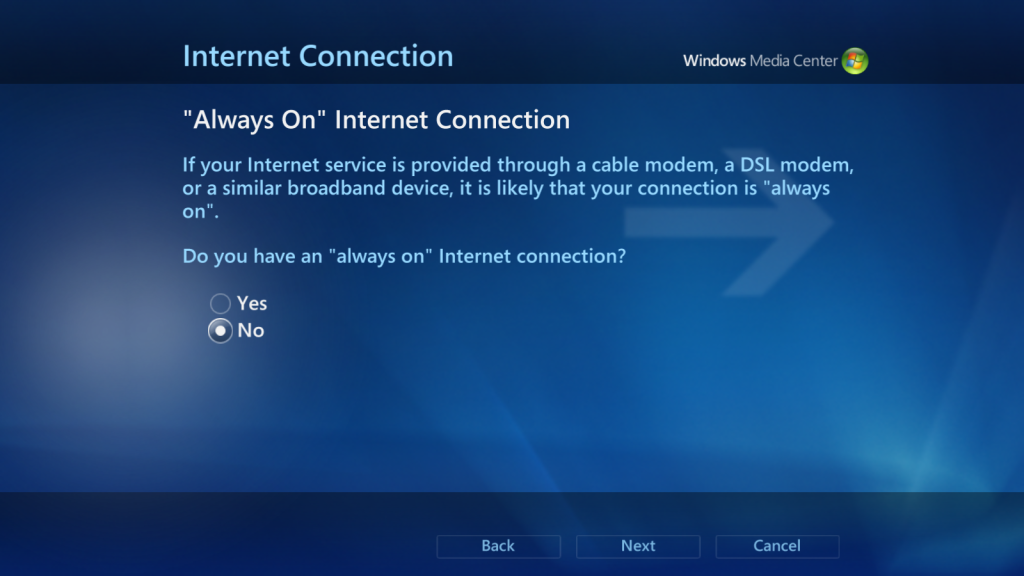 Internet Connection
Windows Media Center
"Always On" Internet Connection
If your Internet service is provided through a cable modem, a DSL modem,
or a similar broadband device, it is likely that your connection is "always
on".
Do you have an "always on" Internet connection?
Yes
No
Back Next Cancel